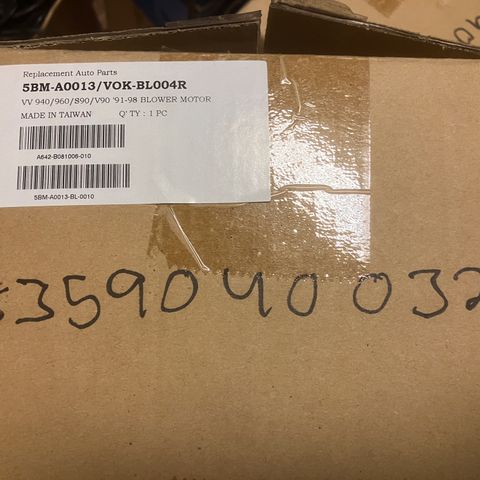 Replacement Auto Parts
5BM-A0013/VOK-BL004R
VV 940/960/S90/V90 '91-98 BLOWER MOTOR
MADE IN TAIWAN Q' TY : 1 PC
A642-B081006-010
5BM-A0013-BL-0010
359040032